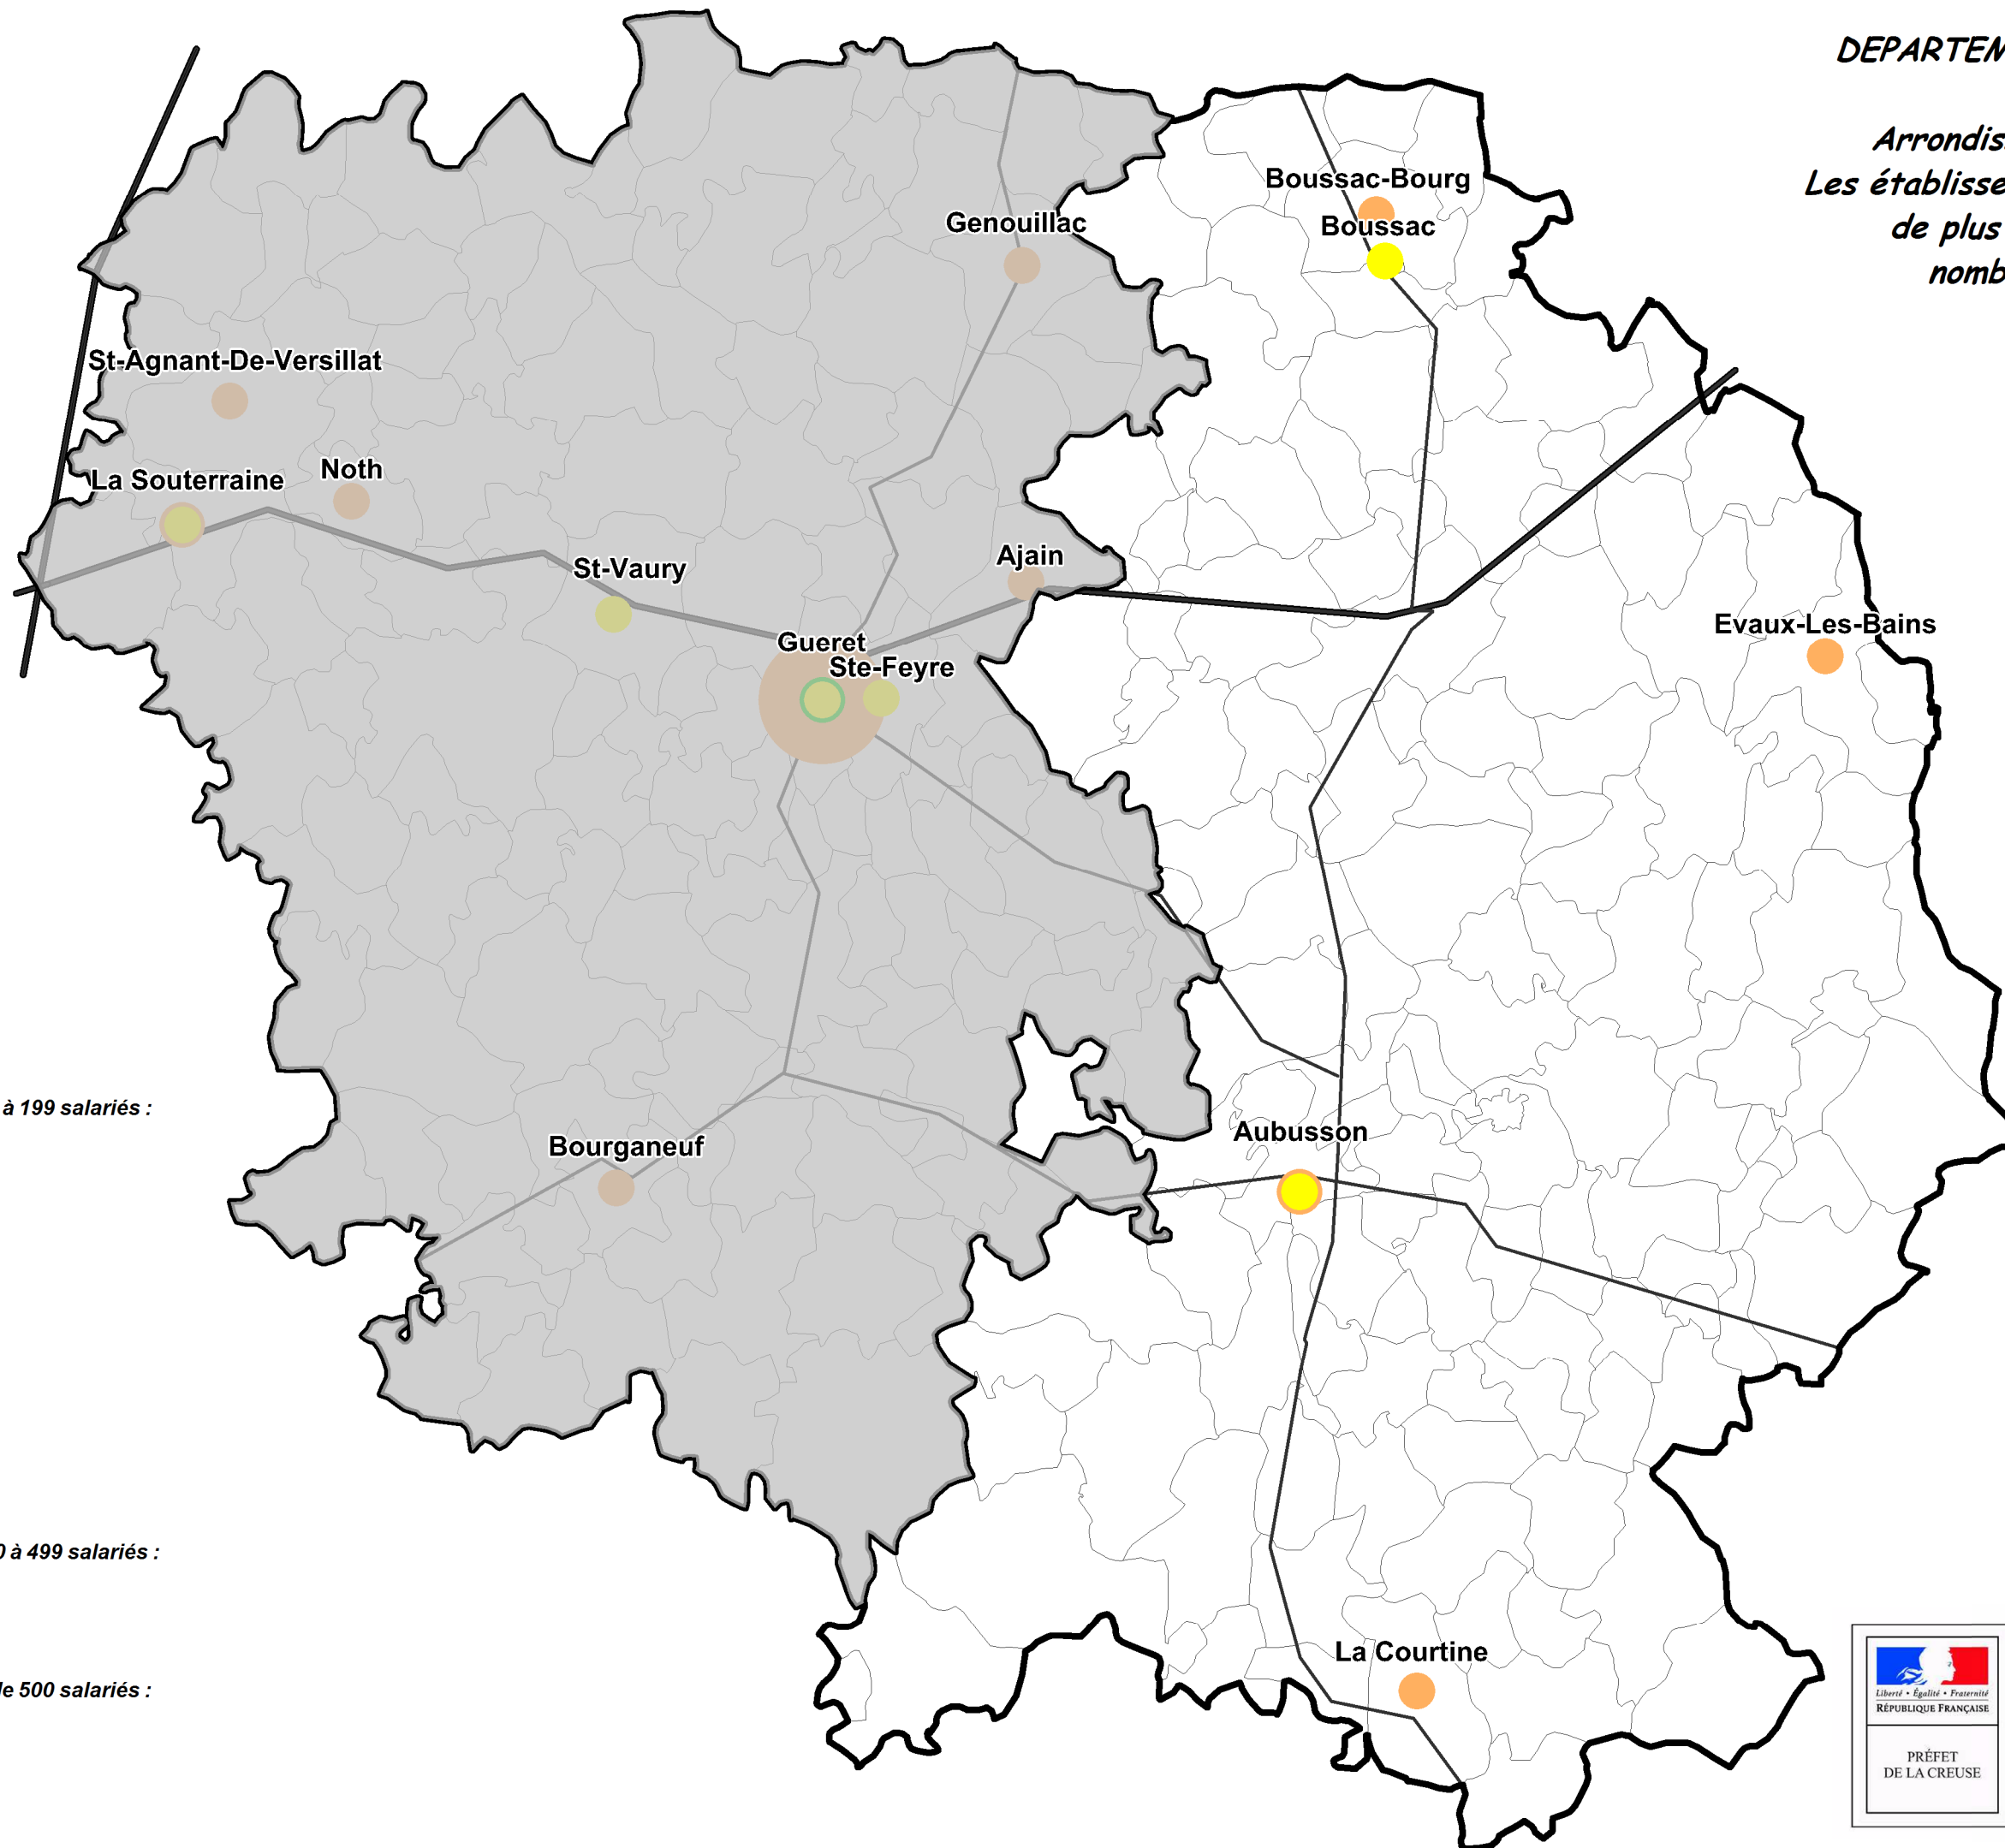 DEPARTEM
Arrondis
Les établisse
de plus
nomb
Boussac-Bourg
Boussac
Genouillac
St-Agnant-De-Versillat
La Souterraine
Noth
St-Vaury
Ajain
Gueret
Ste-Feyre
Evaux-Les-Bains
à 199 salariés :
Bourganeuf
Aubusson
0 à 499 salariés :
La Courtine
de 500 salariés :
Liberté • Égalité • Fraternité
RÉPUBLIQUE FRANÇAISE
PRÉFET
DE LA CREUSE